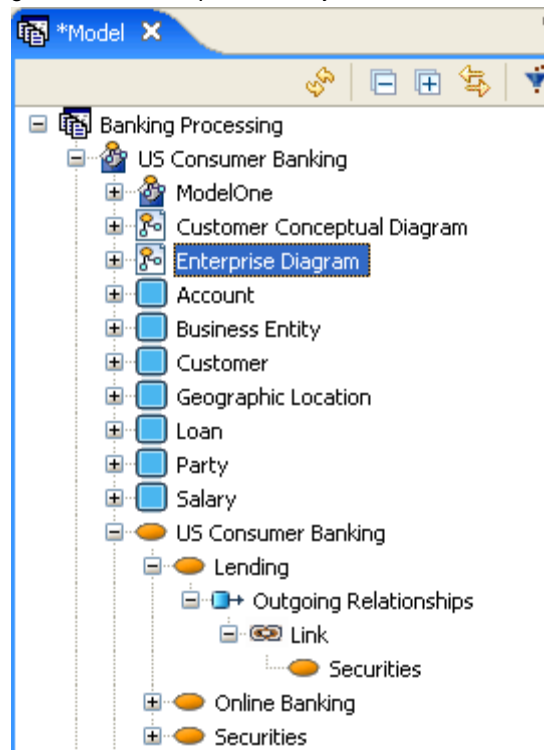 *Model
Banking Processing
US Consumer Banking
ModelOne
Customer Conceptual Diagram
Enterprise Diagram
Account
Business Entity
Customer
Geographic Location
Loan
Party
Salary
US Consumer Banking
Lending
Outgoing Relationships
Link
Securities
Online Banking
Securities